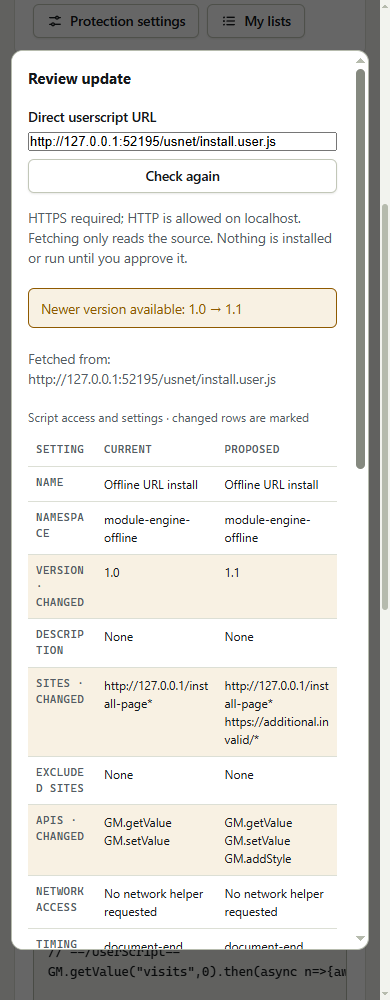 Protection settings
My lists
Review update
Direct userscript URL
http://127.0.0.1:52195/usnet/install.user.js
Check again
HTTPS required; HTTP is allowed on localhost.
Fetching only reads the source. Nothing is installed
or run until you approve it.
Newer version available: 1.0 → 1.1
Fetched from:
http://127.0.0.1:52195/usnet/install.user.js
Script access and settings · changed rows are marked
SETTING CURRENT PROPOSED
NAME Offline URL install Offline URL install
NAMESPA module-engine- module-engine-
CE offline offline
VERSION 1.0 1.1
·
CHANGED
DESCRIP None None
TION
SITES · http://127.0.0.1/inst http://127.0.0.1/inst
CHANGED all-page* all-page*
https://additional.in
valid/*
EXCLUDE None None
D SITES
APIS · GM.getValue GM.getValue
CHANGED GM.setValue GM.setValue
GM.addStyle
NETWORK No network helper No network helper
ACCESS requested requested
TIMING document-end document-end
// ==/UserScript==
GM.getValue("visits",0).then(async n=>{aw